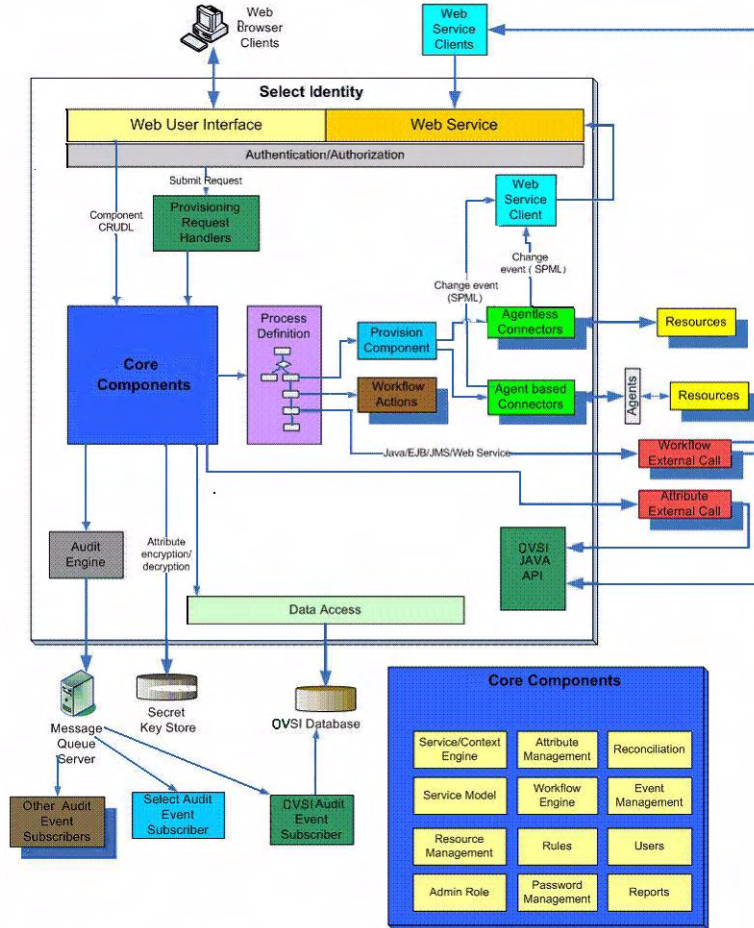 Web
Browser
Clients
Web
Service
Clients
Select Identity
Web User Interface
Web Service
Authentication/Authorization
Submit Request
Component
CRUDL
Provisioning
Request
Handlers
Web
Service
Client
Change
event ( SPML)
Change event
(SPML)
Core
Components
Process
Definition
Provision
Component
Workflow
Actions
Agentless
Connectors
Agent based
Connectors
Resources
Agents
Resources
Java/EJB/JMS/Web Service
Workflow
External Call
Attribute
External Call
Audit
Engine
Attribute
encryption/
decryption
OVSI
JAVA
API
Data Access
Message
Queue
Server
Secret
Key Store
OVSI Database
Other Audit
Event
Subscribers
Select Audit
Event
Subscriber
OVSI Audit
Event
Subscriber
Core Components
Service/Context
Engine
Attribute
Management
Reconciliation
Service Model
Workflow
Engine
Event
Management
Resource
Management
Rules
Users
Admin Role
Password
Management
Reports